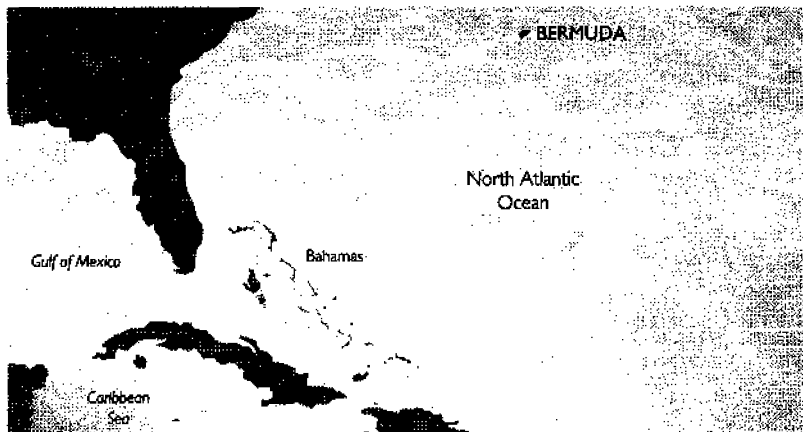 BERMUDA
North Atlantic
Ocean
Bahamas
Gulf of Mexico
Caribbean
Sea